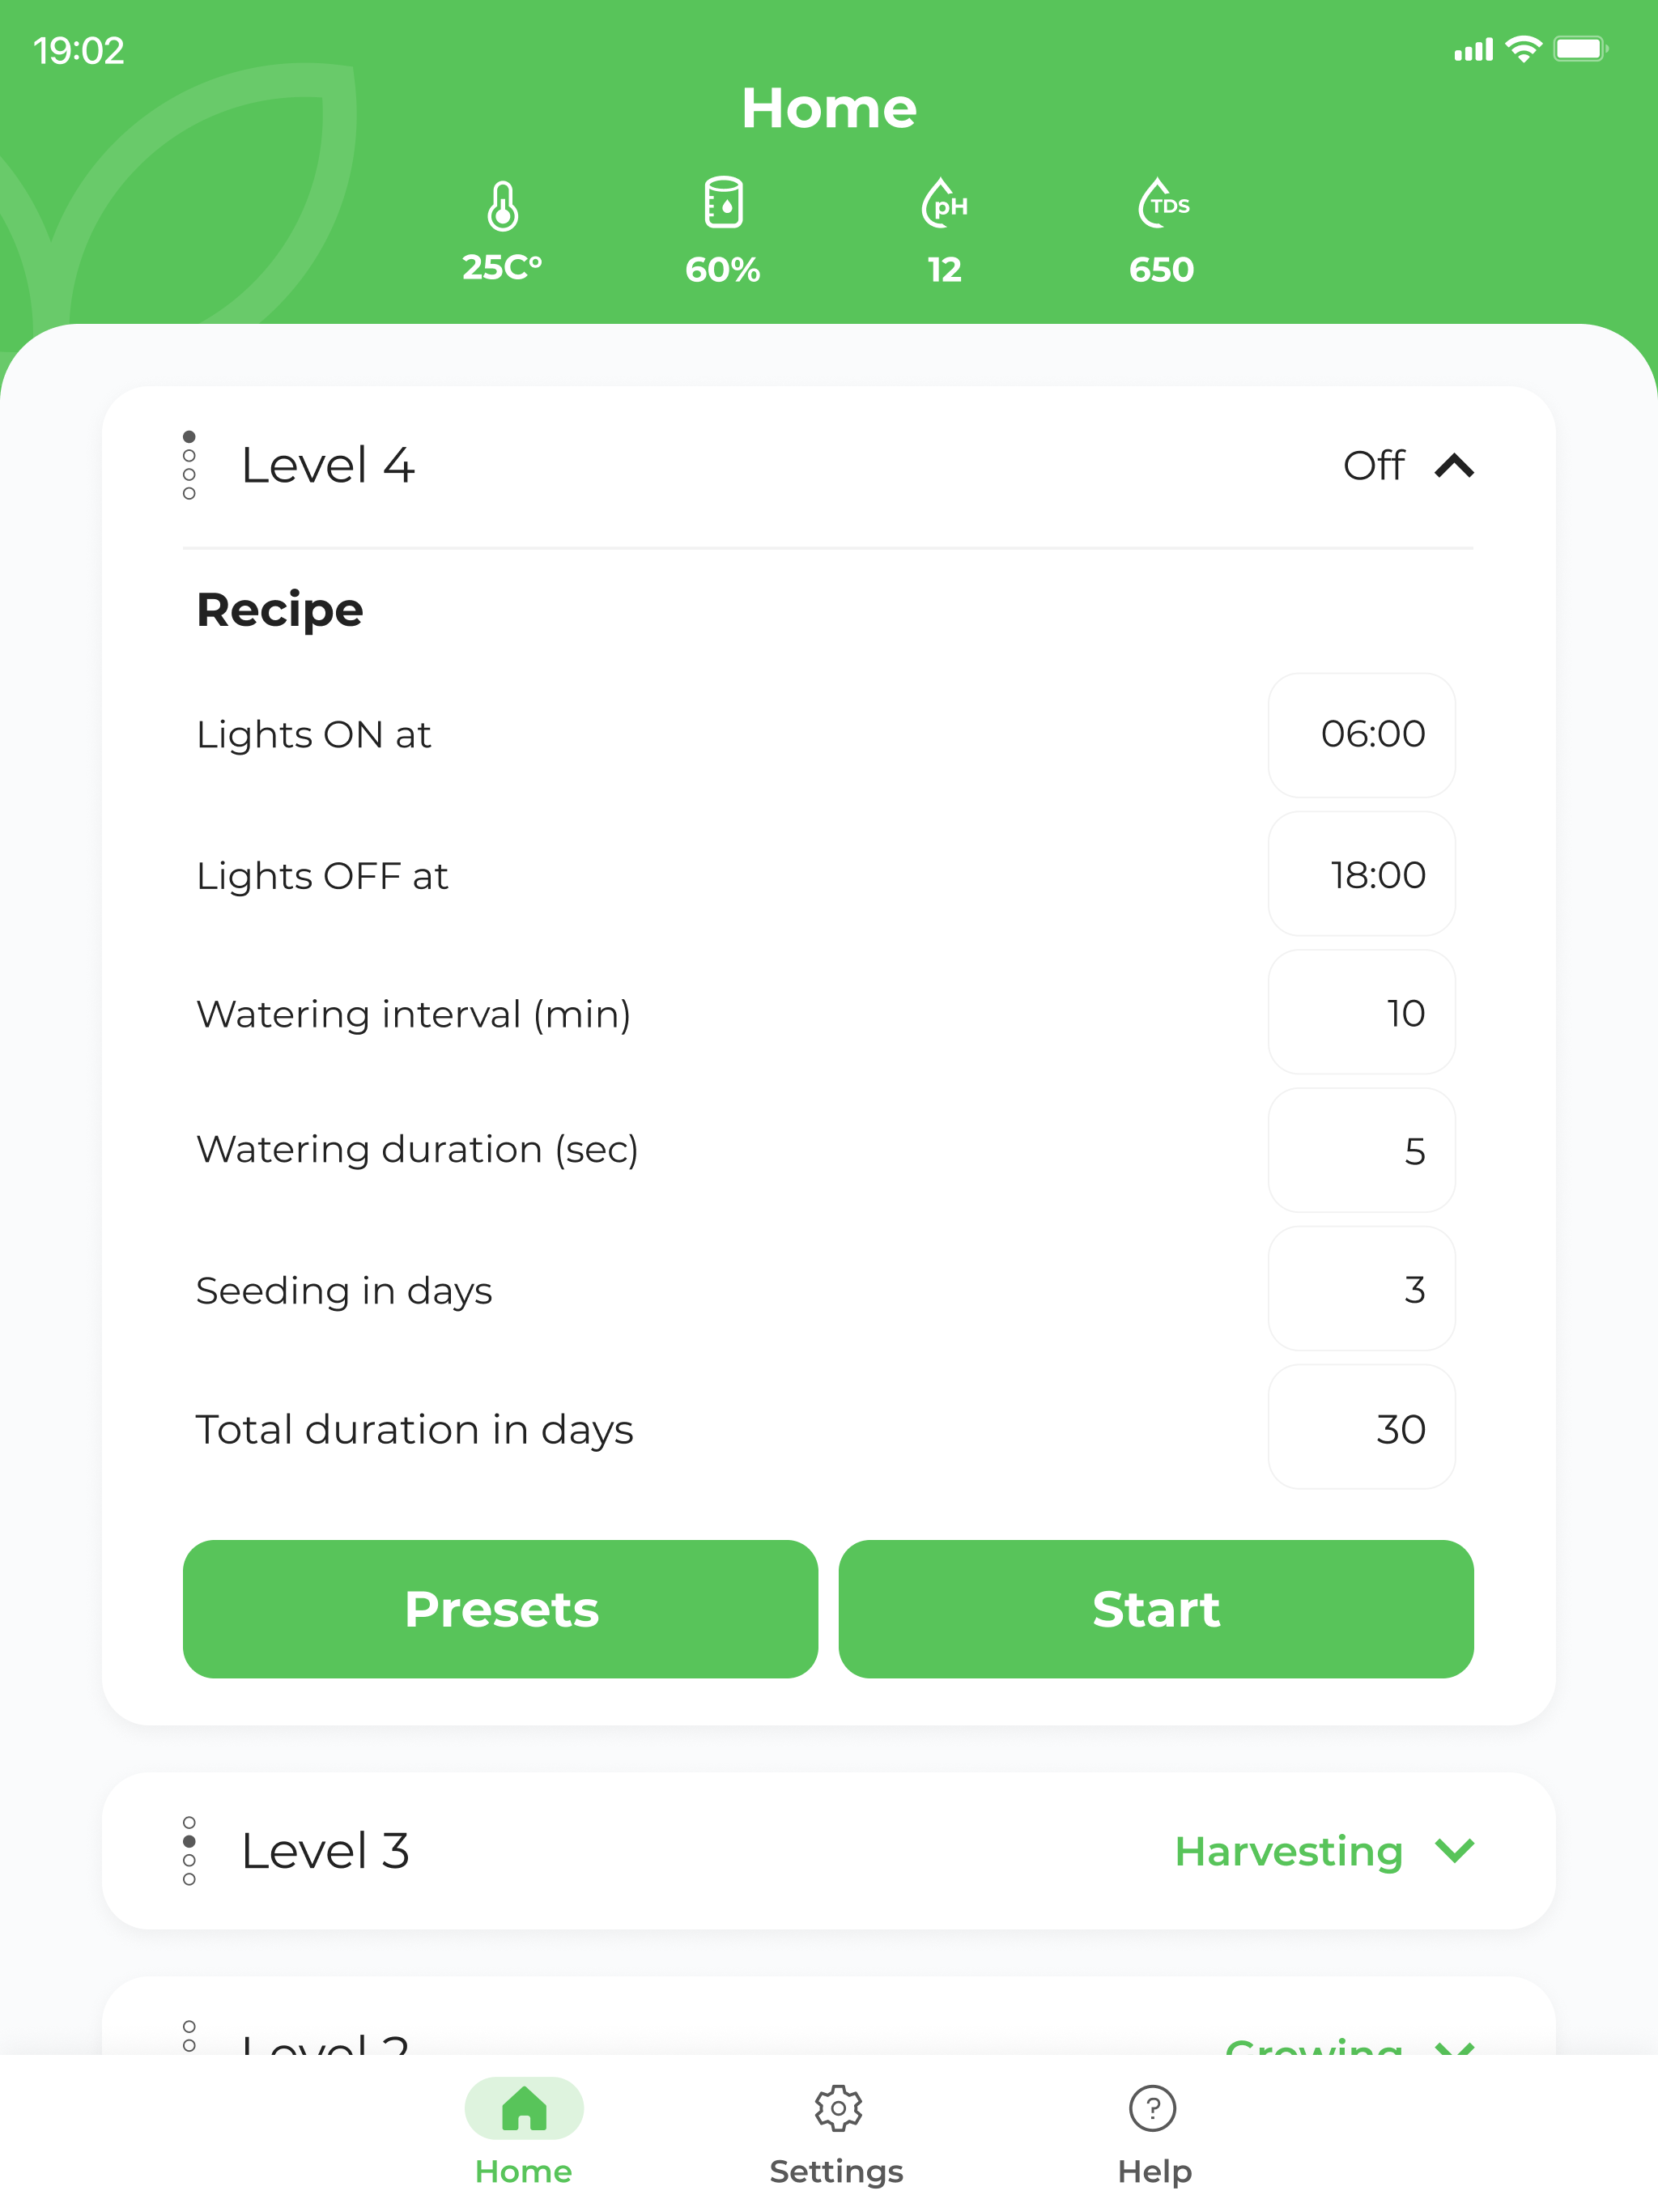 19:02
Home
pH
TDS
25C°
60%
12
650
Level 4
Off
Recipe
Lights ON at
06:00
Lights OFF at
18:00
Watering interval (min)
10
Watering duration (sec)
5
Seeding in days
3
Total duration in days
30
Presets
Start
Level 3
Harvesting
Level 2
Growing
?
Home
Settings
Help